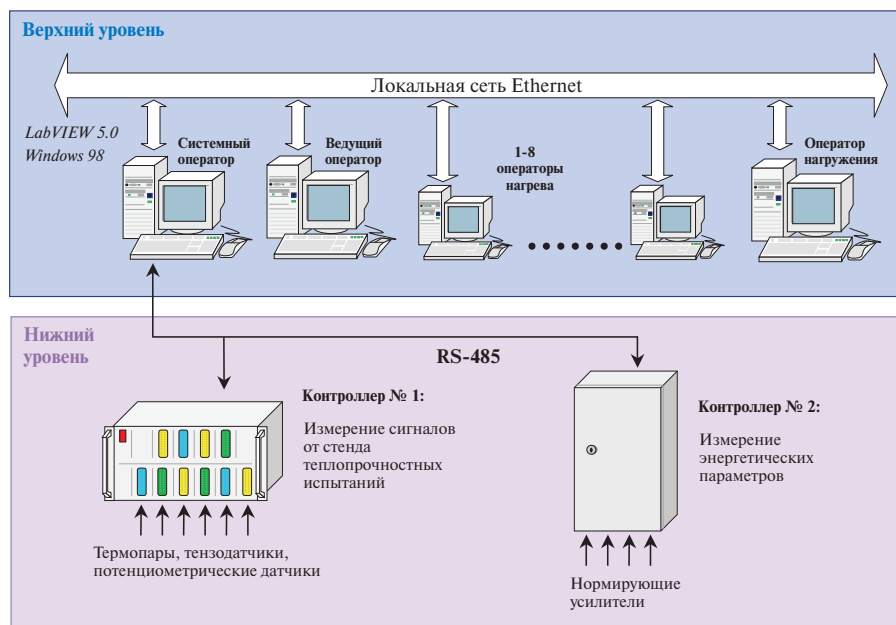 Верхний уровень
Локальная сеть Ethernet
LabVIEW 5.0
Windows 98
Системный
оператор
Ведущий
оператор
1-8
операторы
нагрева
Оператор
нагружения
Нижний
уровень
RS-485
Контроллер № 1:
Измерение сигналов
от стенда
теплопрочностных
испытаний
Контроллер № 2:
Измерение
энергетических
параметров
Термопары, тензодатчики,
потенциометрические датчики
Нормирующие
усилители